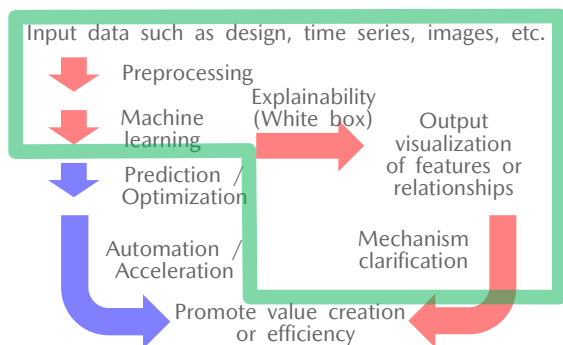 Input data such as design, time series, images, etc.
Preprocessing
Machine
learning
Explainability
(White box)
Output
visualization
of features or
relationships
Prediction /
Optimization
Automation /
Acceleration
Mechanism
clarification
Promote value creation
or efficiency